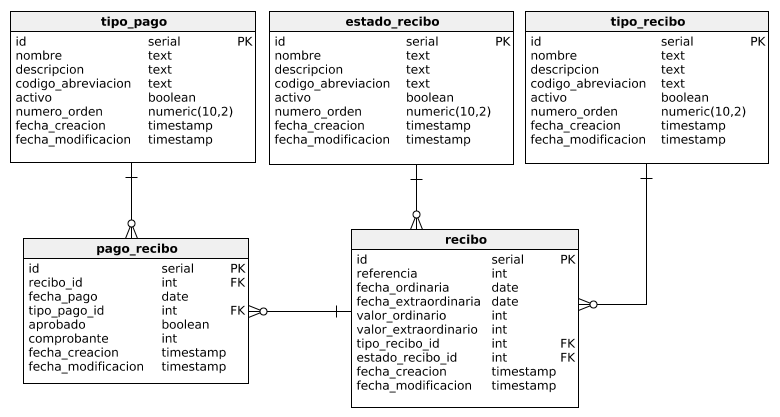 tipo_pago
id serial PK
nombre text
descripcion text
codigo_abreviacion text
activo boolean
numero_orden numeric(10,2)
fecha_creacion timestamp
fecha_modificacion timestamp
estado_recibo
id serial PK
nombre text
descripcion text
codigo_abreviacion text
activo boolean
numero_orden numeric(10,2)
fecha_creacion timestamp
fecha_modificacion timestamp
tipo_recibo
id serial PK
nombre text
descripcion text
codigo_abreviacion text
activo boolean
numero_orden numeric(10,2)
fecha_creacion timestamp
fecha_modificacion timestamp
pago_recibo
id serial PK
recibo_id int FK
fecha_pago date
tipo_pago_id int FK
aprobado boolean
comprobante int
fecha_creacion timestamp
fecha_modificacion timestamp
recibo
id serial PK
referencia int
fecha_ordinaria date
fecha_extraordinaria date
valor_ordinario int
valor_extraordinario int
tipo_recibo_id int FK
estado_recibo_id int FK
fecha_creacion timestamp
fecha_modificacion timestamp